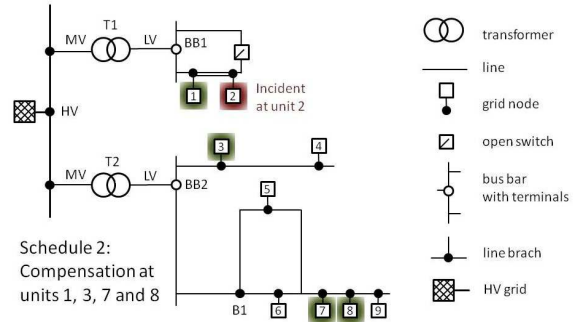 T1
MV
LV
BB1
1
2
Incident
at unit 2
HV
T2
MV
LV
BB2
3
4
5
B1
6
7
8
9
Schedule 2:
Compensation at
units 1, 3, 7 and 8
transformer
line
grid node
open switch
bus bar
with terminals
line brach
HV grid